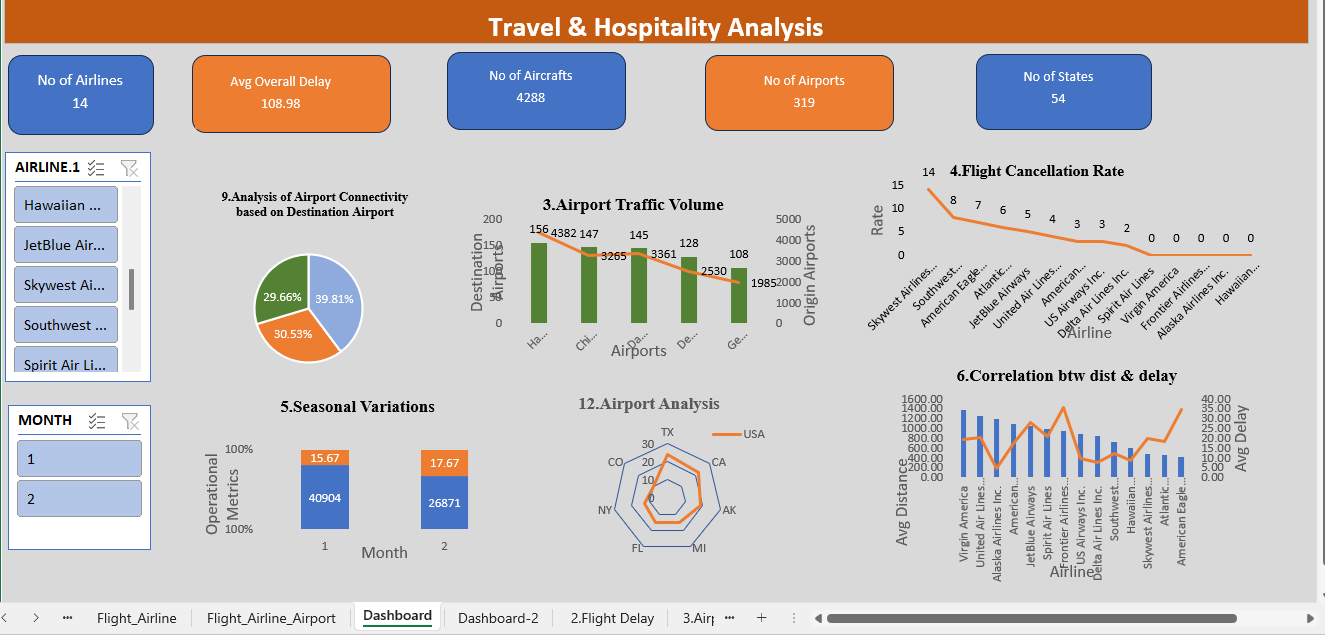 Travel & Hospitality Analysis
No of Airlines
14
Avg Overall Delay
108.98
No of Aircrafts
4288
No of Airports
319
No of States
54
AIRLINE.1
Hawaiian ...
JetBlue Air...
Skywest Ai...
Southwest ...
Spirit Air Li...
MONTH
1
2
9.Analysis of Airport Connectivity
based on Destination Airport
29.66%
39.81%
30.53%
3.Airport Traffic Volume
Destination
Airports
200
150
100
50
0
156
4382
147
3265
145
3361
128
2530
108
1985
5000
4000
3000
2000
1000
0
Origin Airports
Ha...
Chi...
Da...
De...
Ge...
Airports
4.Flight Cancellation Rate
Rate
15
10
5
0
14
8
7
6
5
4
3
3
2
0
0
0
0
0
Skywest Airlines...
Southwest...
American Eagle...
Atlantic...
JetBlue Airways
United Air Lines...
American...
US Airways Inc.
Delta Air Lines Inc.
Spirit Air Lines
Virgin America
Frontier Airlines...
Alaska Airlines Inc.
Hawaiian...
Airline
5.Seasonal Variations
Operational
Metrics
100%
100%
15.67
40904
17.67
26871
1
2
Month
12.Airport Analysis
USA
TX
CA
AK
MI
FL
NY
CO
30
20
10
0
6.Correlation btw dist & delay
Avg Distance
1600.00
1400.00
1200.00
1000.00
800.00
600.00
400.00
200.00
0.00
40.00
35.00
30.00
25.00
20.00
15.00
10.00
5.00
0.00
Avg Delay
Virgin America
United Air Lines...
Alaska Airlines Inc.
American...
JetBlue Airways
Spirit Air Lines
Frontier Airlines...
US Airways Inc.
Delta Air Lines Inc.
Southwest...
Hawaiian...
Skywest Airlines...
Atlantic...
American Eagle...
Airline
... Flight_Airline Flight_Airline_Airport Dashboard Dashboard-2 2.Flight Delay 3.Airp ... +